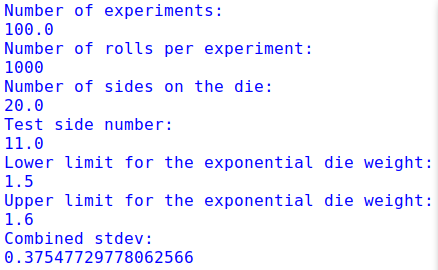 Number of experiments:
100.0
Number of rolls per experiment:
1000
Number of sides on the die:
20.0
Test side number:
11.0
Lower limit for the exponential die weight:
1.5
Upper limit for the exponential die weight:
1.6
Combined stdev:
0.37547729778062566